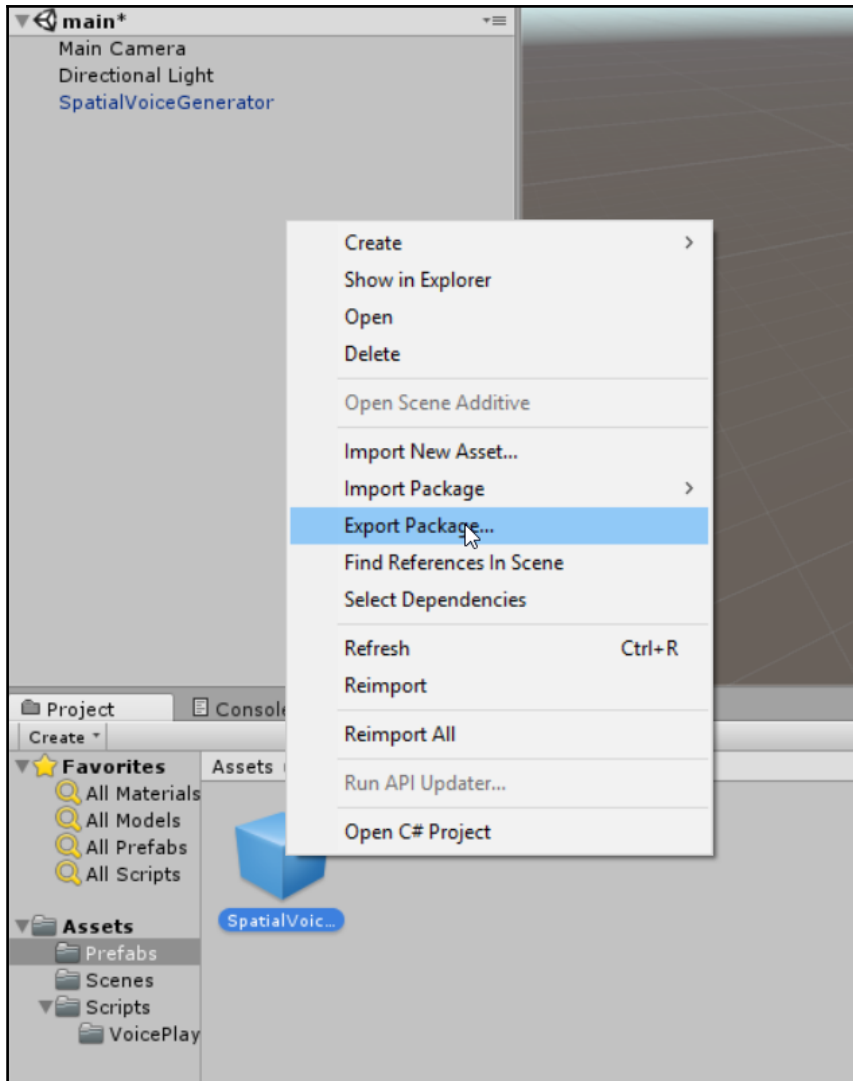 main*
Main Camera
Directional Light
SpatialVoiceGenerator
Create
Show in Explorer
Open
Delete
Open Scene Additive
Import New Asset...
Import Package
Export Package...
Find References In Scene
Select Dependencies
Refresh Ctrl+R
Reimport
Reimport All
Run API Updater...
Open C# Project
Project Console
Create
Favorites
All Materials
All Models
All Prefabs
All Scripts
Assets
Prefabs
Scenes
Scripts
VoicePlay
Assets
SpatialVoic...